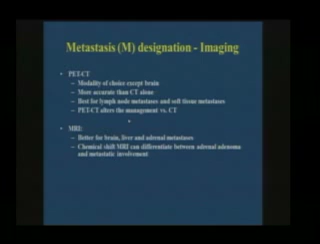 Metastasis (M) designation - Imaging
• PET-CT
– Modality of choice except brain
– More accurate than CT alone
– Best for lymph node metastases and soft tissue metastases
– PET-CT alters the management vs. CT
• MRI:
– Better for brain, liver and adrenal metastases
– Chemical shift MRI can differentiate between adrenal adenoma
and metastatic involvement